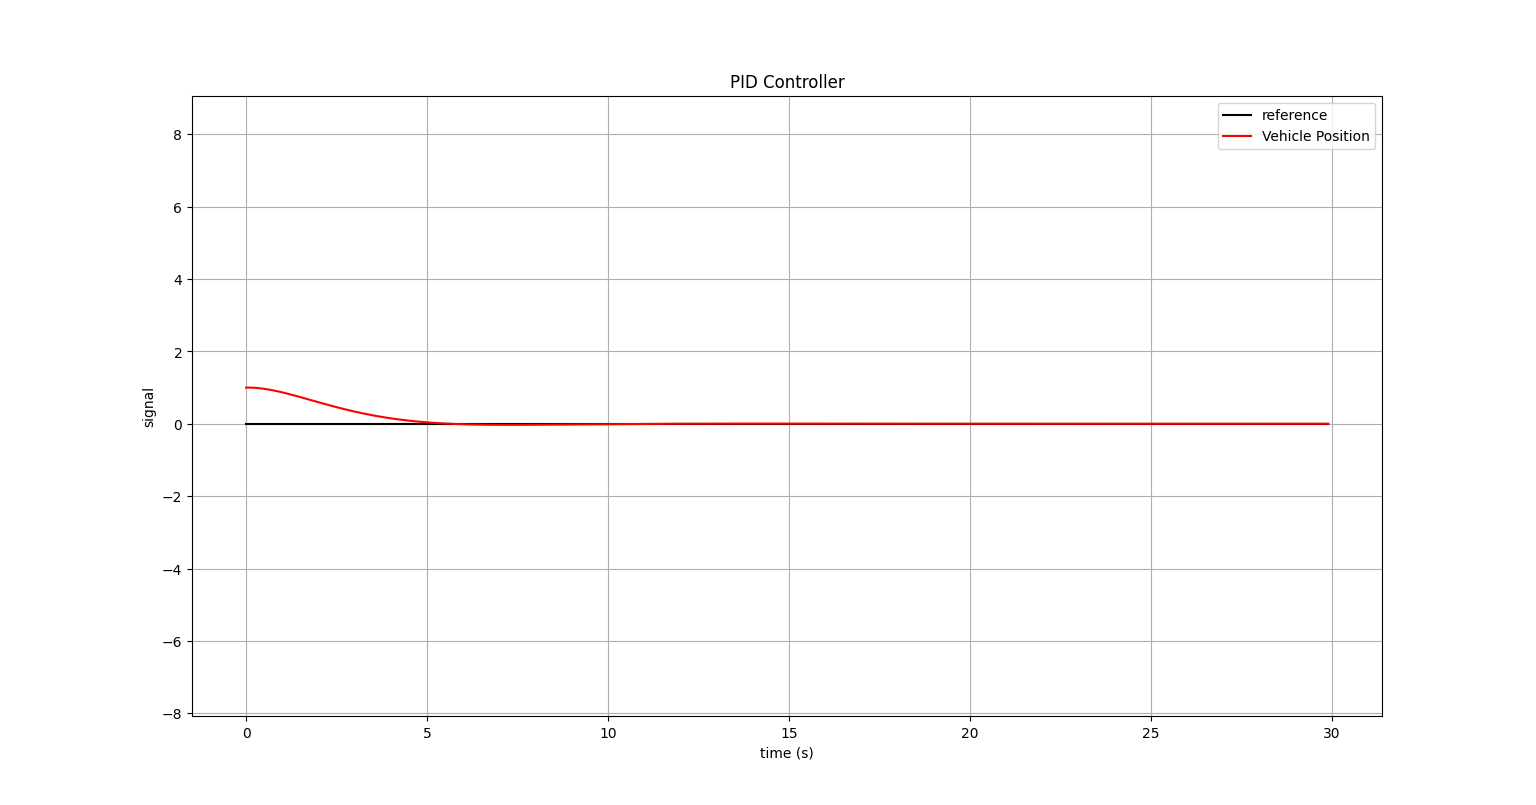 PID Controller
reference
Vehicle Position
8
6
4
2
0
−2
−4
−6
−8
signal
0 5 10 15 20 25 30
time (s)